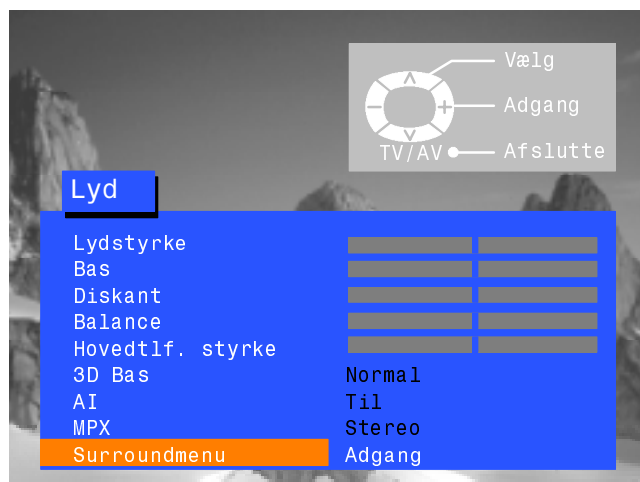 Vælg
Adgang
TV/AV Afslutte
Lyd
Lydstyrke
Bas
Diskant
Balance
Hovedtlf. styrke
3D Bas Normal
AI Til
MPX Stereo
Surroundmenu Adgang